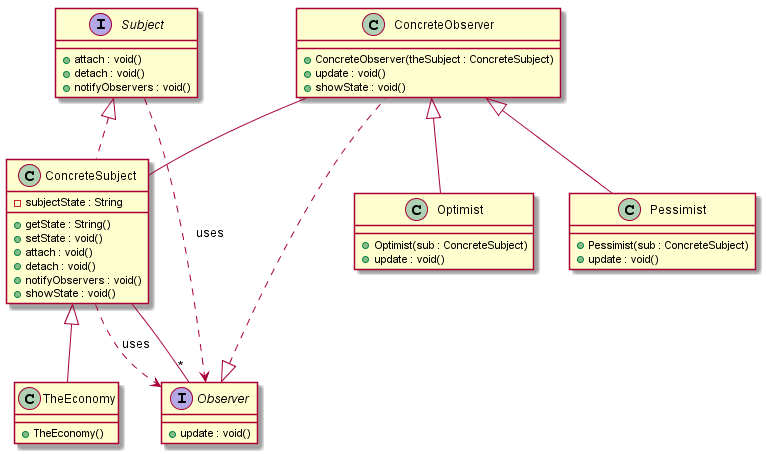 I Subject
attach : void()
detach : void()
notifyObservers : void()
C ConcreteObserver
ConcreteObserver(theSubject : ConcreteSubject)
update : void()
showState : void()
C ConcreteSubject
subjectState : String
getState : String()
setState : void()
attach : void()
detach : void()
notifyObservers : void()
showState : void()
uses
C Optimist
Optimist(sub : ConcreteSubject)
update : void()
C Pessimist
Pessimist(sub : ConcreteSubject)
update : void()
uses
*
C TheEconomy
TheEconomy()
I Observer
update : void()